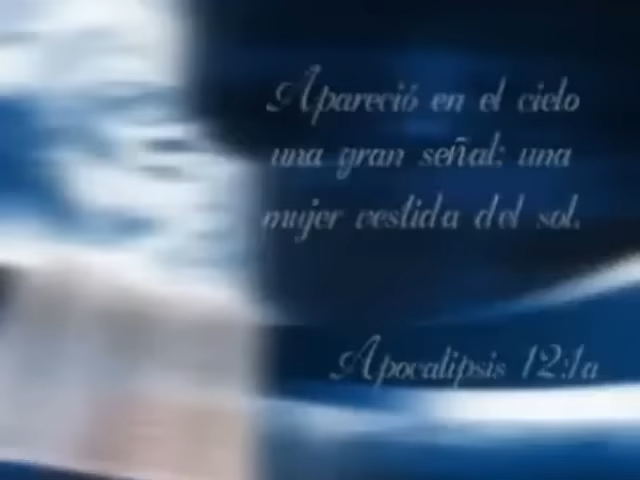 Apareció en el cielo
una gran señal: una
mujer vestida del sol.
Apocalipsis 12:1a